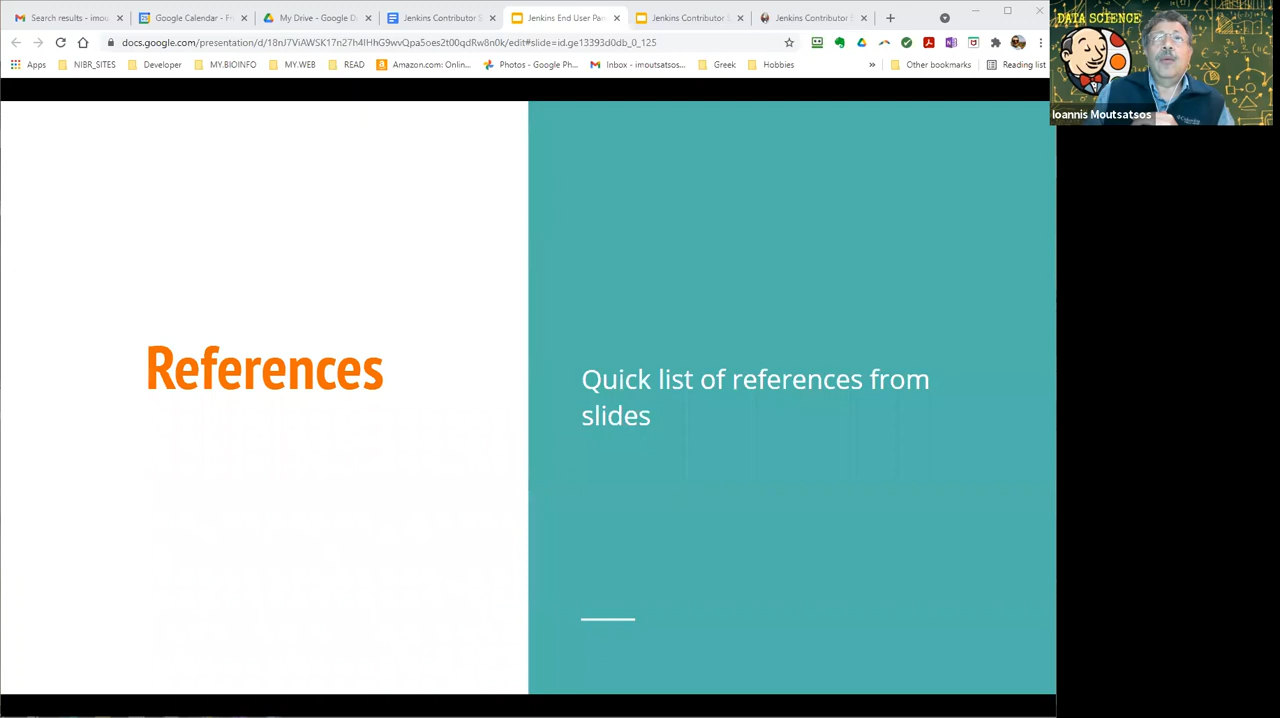 Search results - imou
Google Calendar - Fr
My Drive - Google D
Jenkins Contributor S
Jenkins End User Pan
Jenkins Contributor
Jenkins Contributor
docs.google.com/presentation/d/18nJ7ViAWSK17n27h4IHhG9wvQpa5oes2t00qdRw8n0k/edit#slide=id.ge13393d0db_0_125
Apps
NIBR_SITES
Developer
MY.BIOINFO
MY.WEB
READ
Amazon.com: Onlin...
Photos - Google Ph...
Inbox - imoutsatsos...
Greek
Hobbies
»
Other bookmarks
Reading list
DATA SCIENCE
Ioannis Moutsatsos
References
Quick list of references from
slides